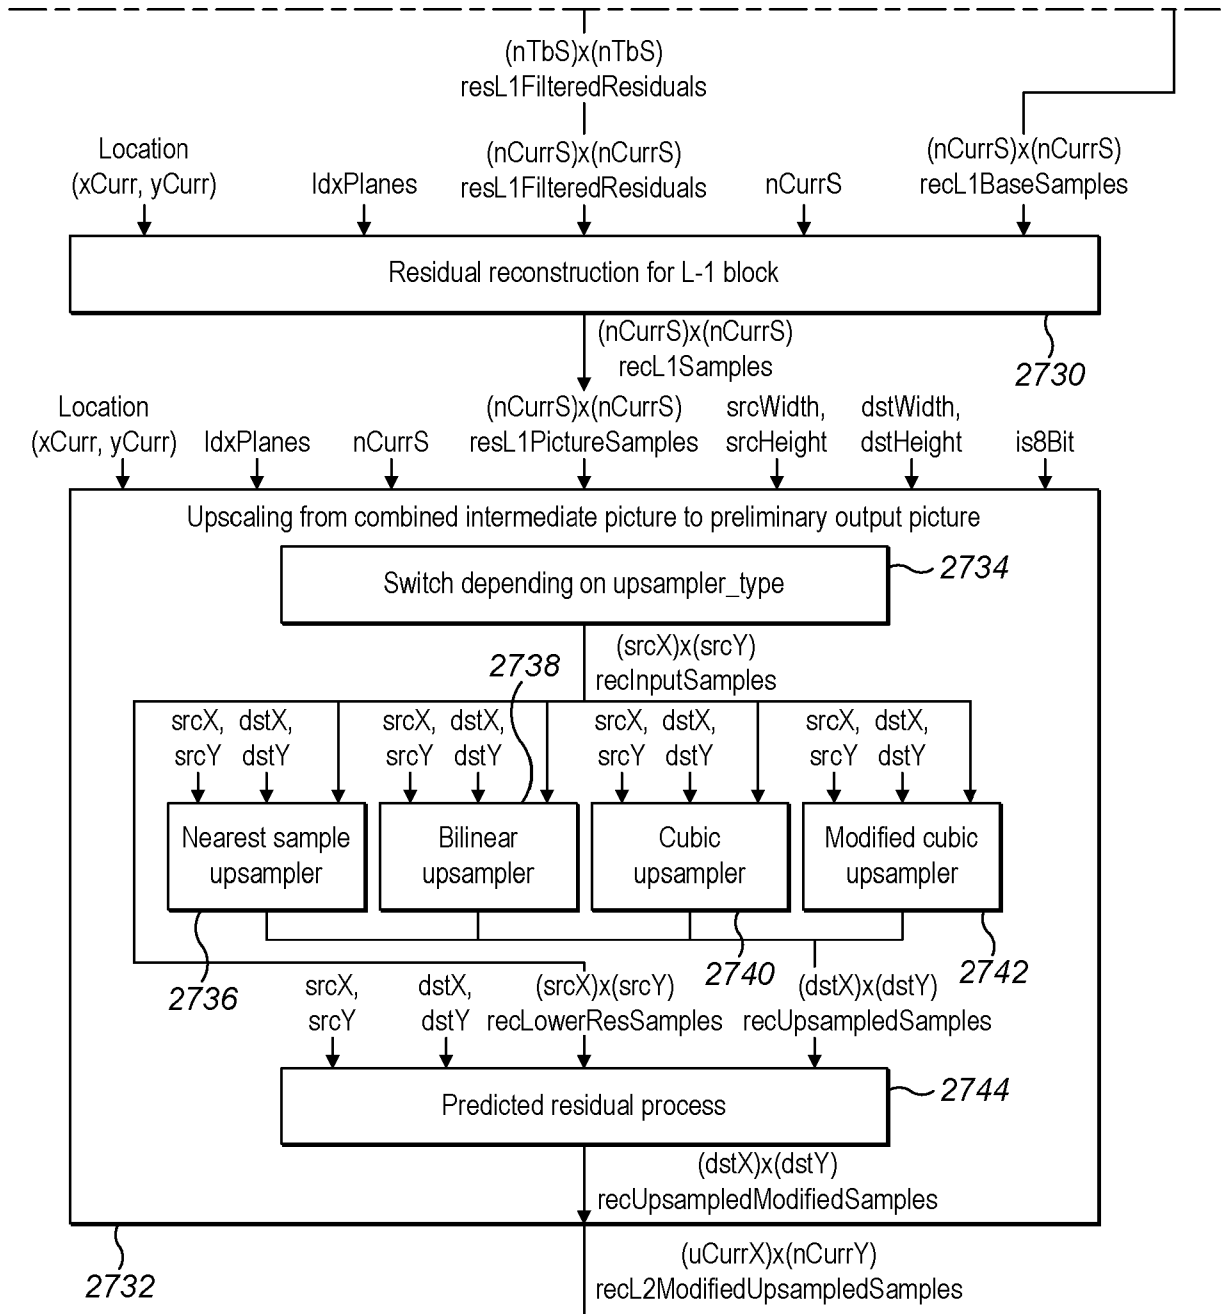 (nTbS)x(nTbS)
resL1FilteredResiduals
Location
(xCurr, yCurr)
IdxPlanes
(nCurrS)x(nCurrS)
resL1FilteredResiduals
nCurrS
(nCurrS)x(nCurrS)
recL1BaseSamples
Residual reconstruction for L-1 block
2730
(nCurrS)x(nCurrS)
recL1Samples
Location
(xCurr, yCurr)
IdxPlanes
nCurrS
(nCurrS)x(nCurrS)
resL1PictureSamples
srcWidth,
srcHeight
dstWidth,
dstHeight
is8Bit
Upscaling from combined intermediate picture to preliminary output picture
Switch depending on upsampler_type
2734
(srcX)x(srcY)
recInputSamples
2738
srcX, dstX,
srcY dstY
srcX, dstX,
srcY dstY
srcX, dstX,
srcY dstY
srcX, dstX,
srcY dstY
Nearest sample
upsampler
Bilinear
upsampler
Cubic
upsampler
Modified cubic
upsampler
2736
2740
2742
srcX,
srcY
dstX,
dstY
(srcX)x(srcY)
recLowerResSamples
(dstX)x(dstY)
recUpsampledSamples
Predicted residual process
2744
(dstX)x(dstY)
recUpsampledModifiedSamples
2732
(uCurrX)x(nCurrY)
recL2ModifiedUpsampledSamples